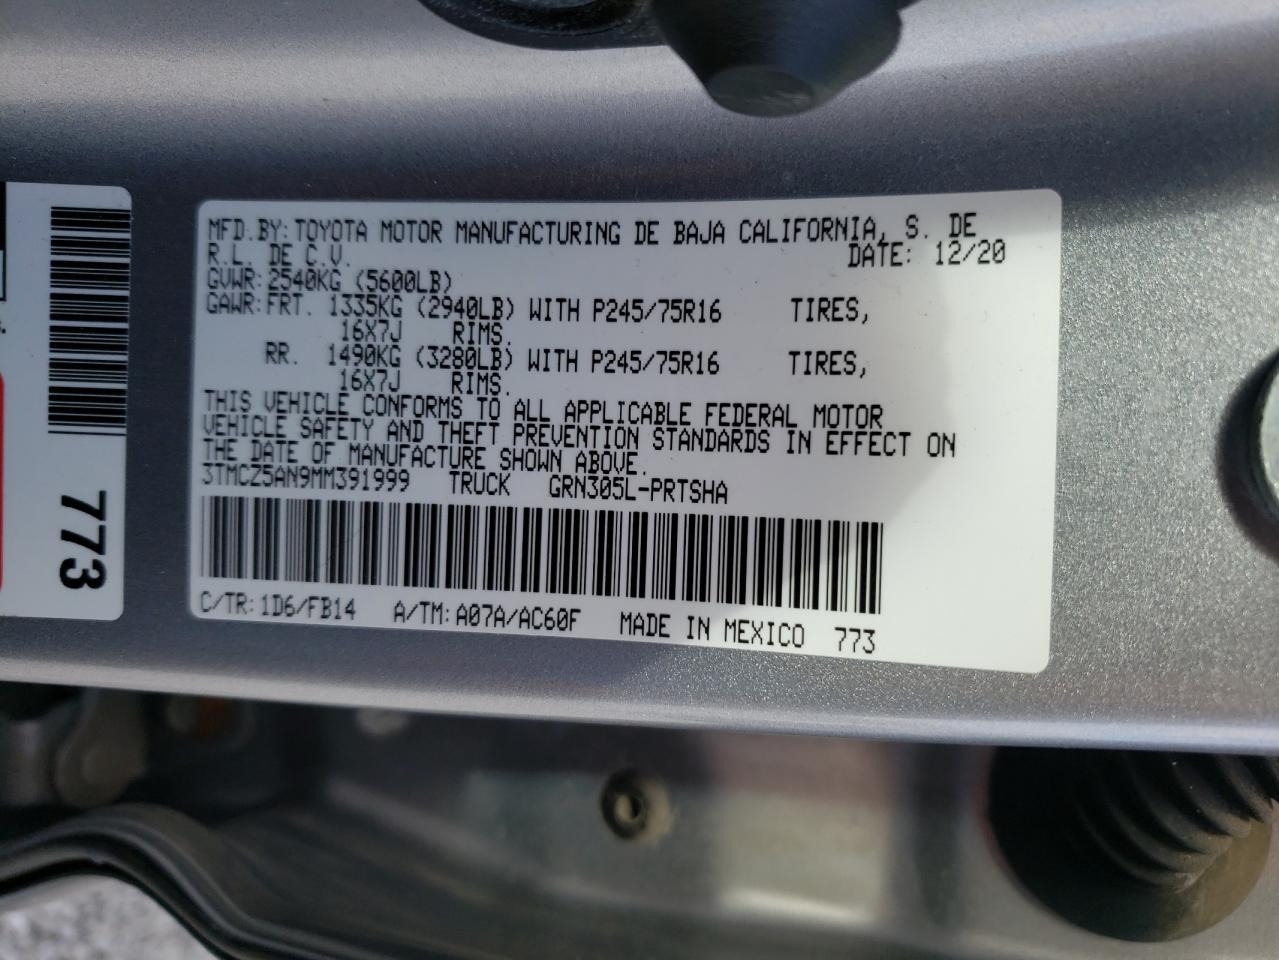 MFD.BY:TOYOTA MOTOR MANUFACTURING DE BAJA CALIFORNIA, S. DE
R.L. DE C.V. DATE: 12/20
GVWR:2540KG (5600LB)
GAWR:FRT. 1335KG (2940LB) WITH P245/75R16 TIRES,
16X7J RIMS.
RR. 1490KG (3280LB) WITH P245/75R16 TIRES,
16X7J RIMS.
THIS VEHICLE CONFORMS TO ALL APPLICABLE FEDERAL MOTOR
VEHICLE SAFETY AND THEFT PREVENTION STANDARDS IN EFFECT ON
THE DATE OF MANUFACTURE SHOWN ABOVE.
3TMCZ5AN9MM391999 TRUCK GRN305L-PRTSHA
C/TR:1D6/FB14 A/TM:A07A/AC60F MADE IN MEXICO 773
773